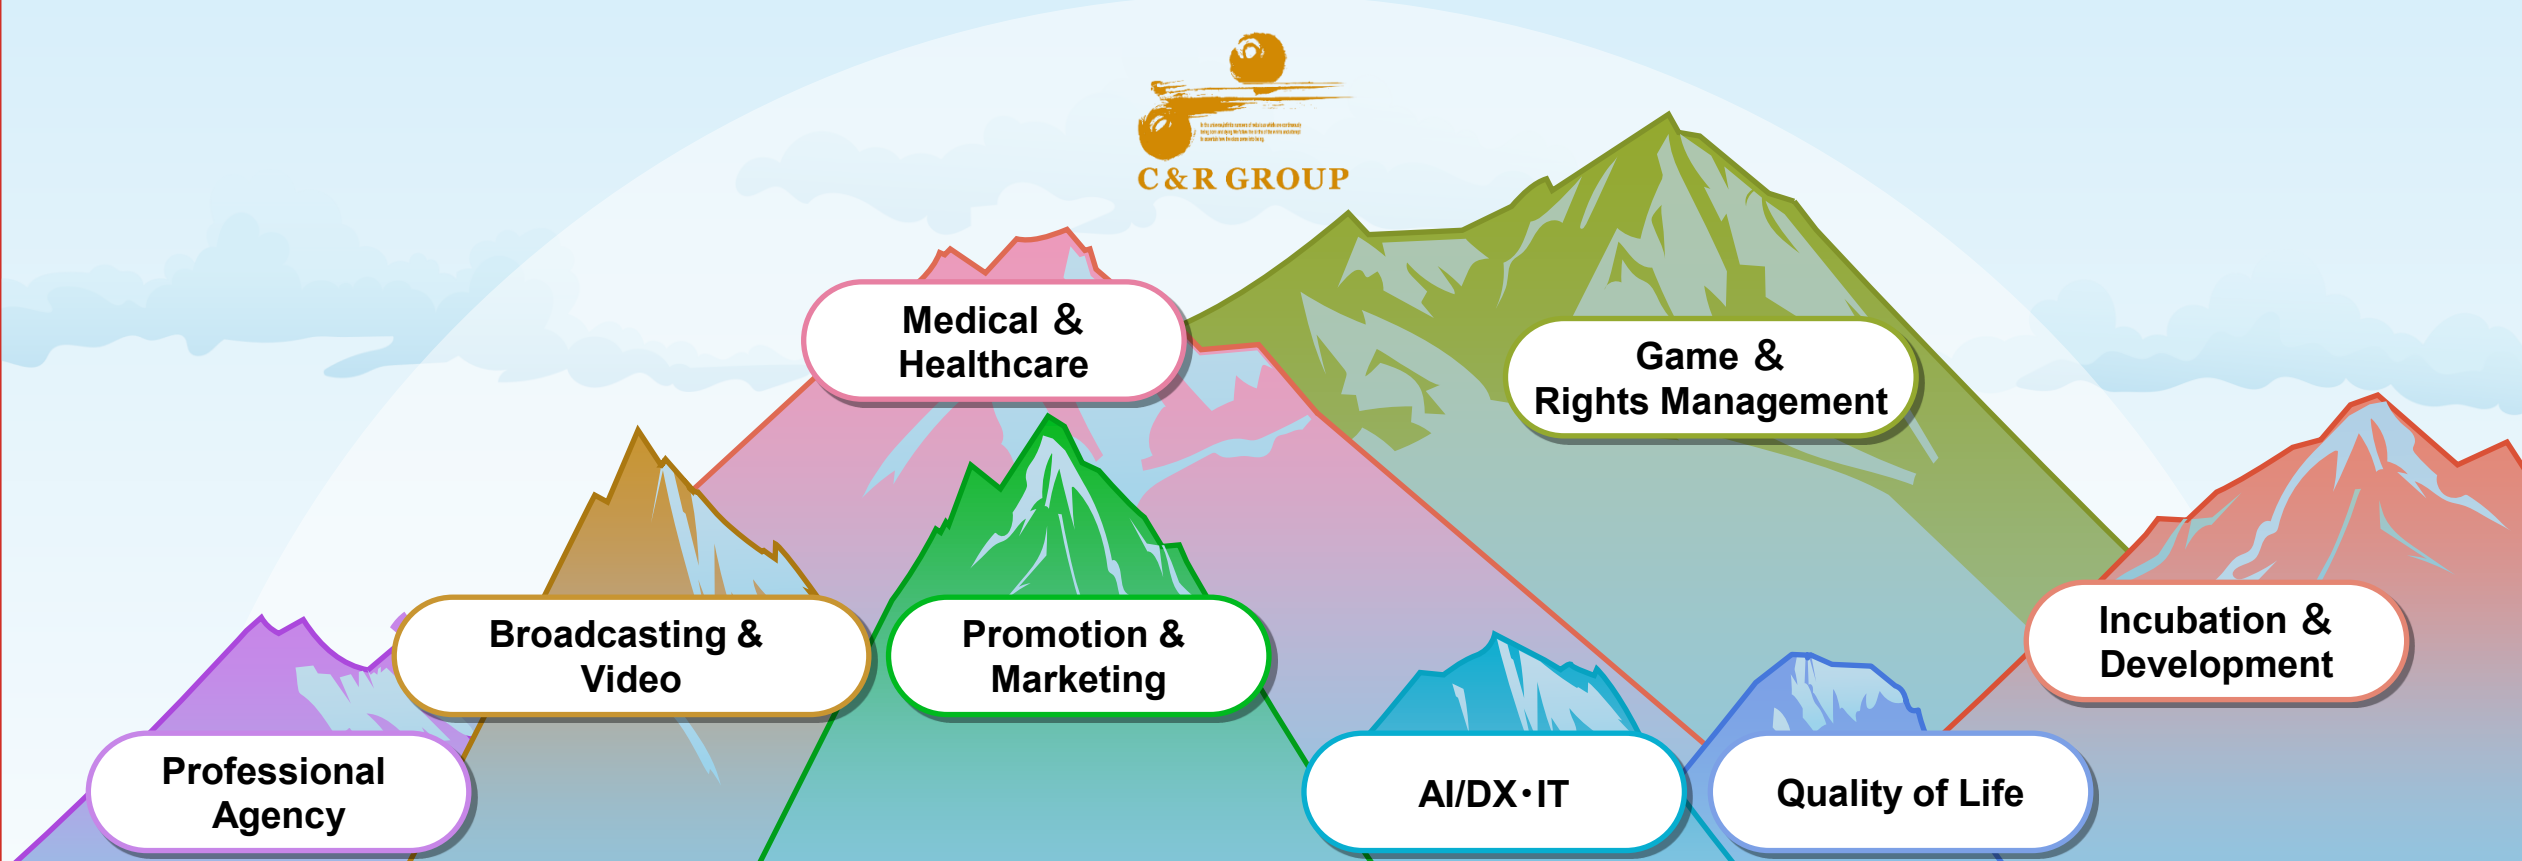 C&R GROUP
Medical ＆
Healthcare
Game ＆
Rights Management
Broadcasting &
Video
Promotion &
Marketing
Incubation ＆
Development
Professional
Agency
AI/DX・IT
Quality of Life